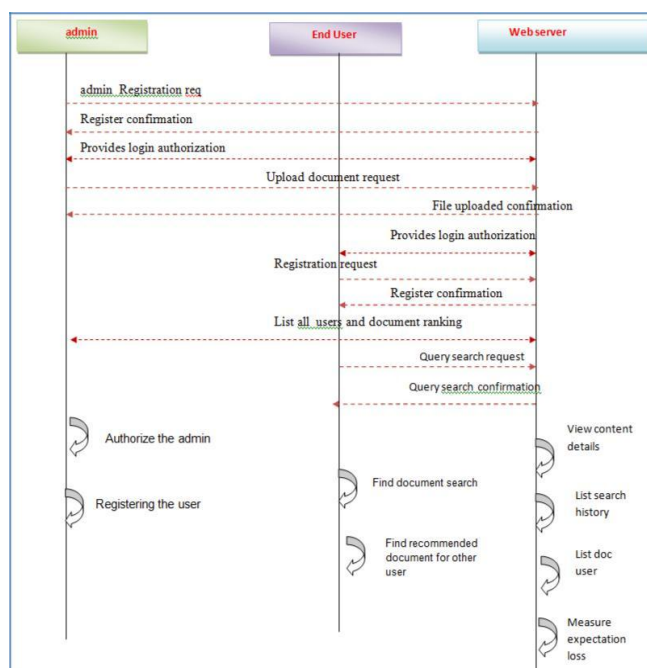 admin
End User
Web server
admin Registration req
Register confirmation
Provides login authorization
Upload document request
File uploaded confirmation
Provides login authorization
Registration request
Register confirmation
List all users and document ranking
Query search request
Query search confirmation
Authorize the admin
Registering the user
Find document search
Find recommended
document for other
user
View content
details
List search
history
List doc
user
Measure
expectation
loss